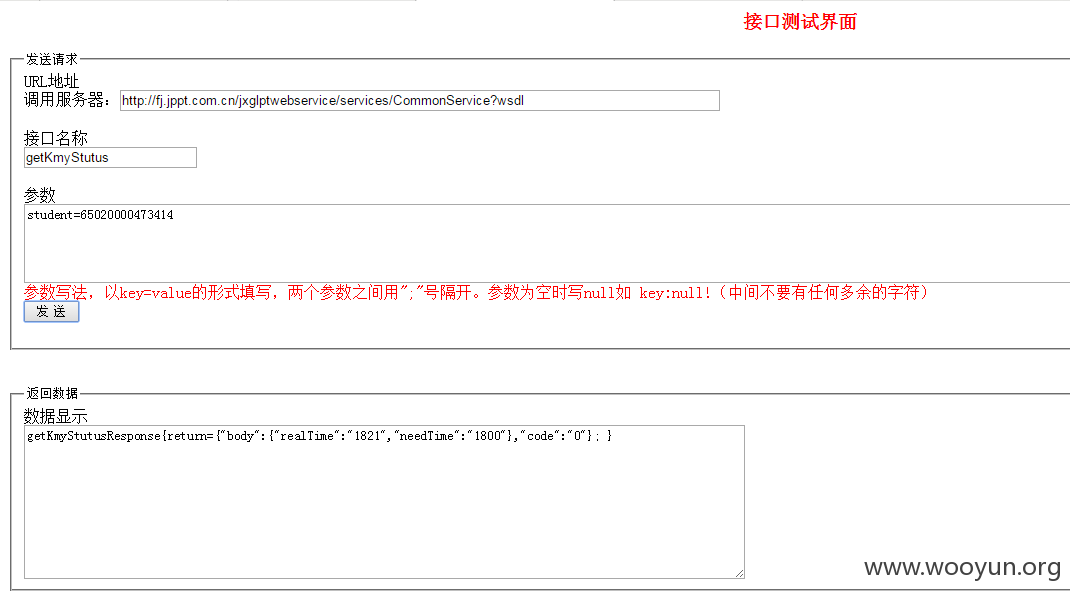 接口测试界面
发送请求
URL地址
调用服务器： http://fj.jppt.com.cn/jxglptwebservice/services/CommonService?wsdl
接口名称
getKmyStutus
参数
student=65020000473414
参数写法，以key=value的形式填写，两个参数之间用";"号隔开。参数为空时写null如 key:null!（中间不要有任何多余的字符）
发 送
返回数据
数据显示
getKmyStutusResponse{return={"body":{"realTime":"1821","needTime":"1800"},"code":"0"}; }
www.wooyun.org